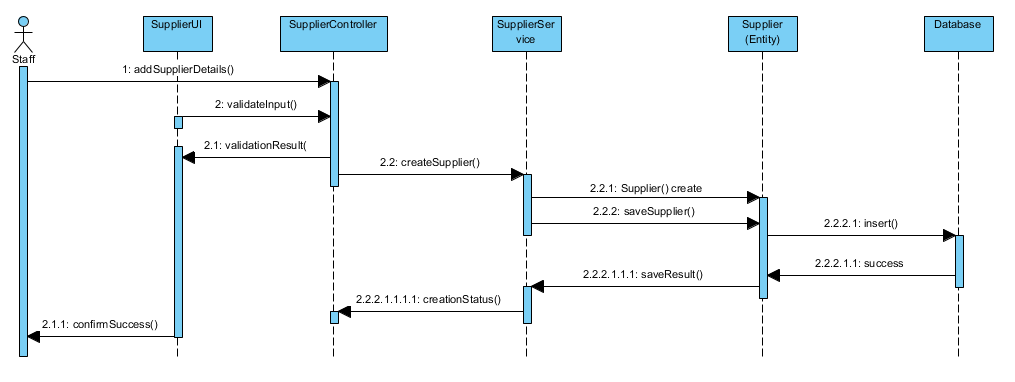 SupplierUI
SupplierController
SupplierSer
vice
Supplier
(Entity)
Database
Staff
1: addSupplierDetails()
2: validateInput()
2.1: validationResult(
2.2: createSupplier()
2.2.1: Supplier() create
2.2.2: saveSupplier()
2.2.2.1: insert()
2.2.2.1.1: success
2.2.2.1.1.1: saveResult()
2.2.2.1.1.1.1: creationStatus()
2.1.1: confirmSuccess()